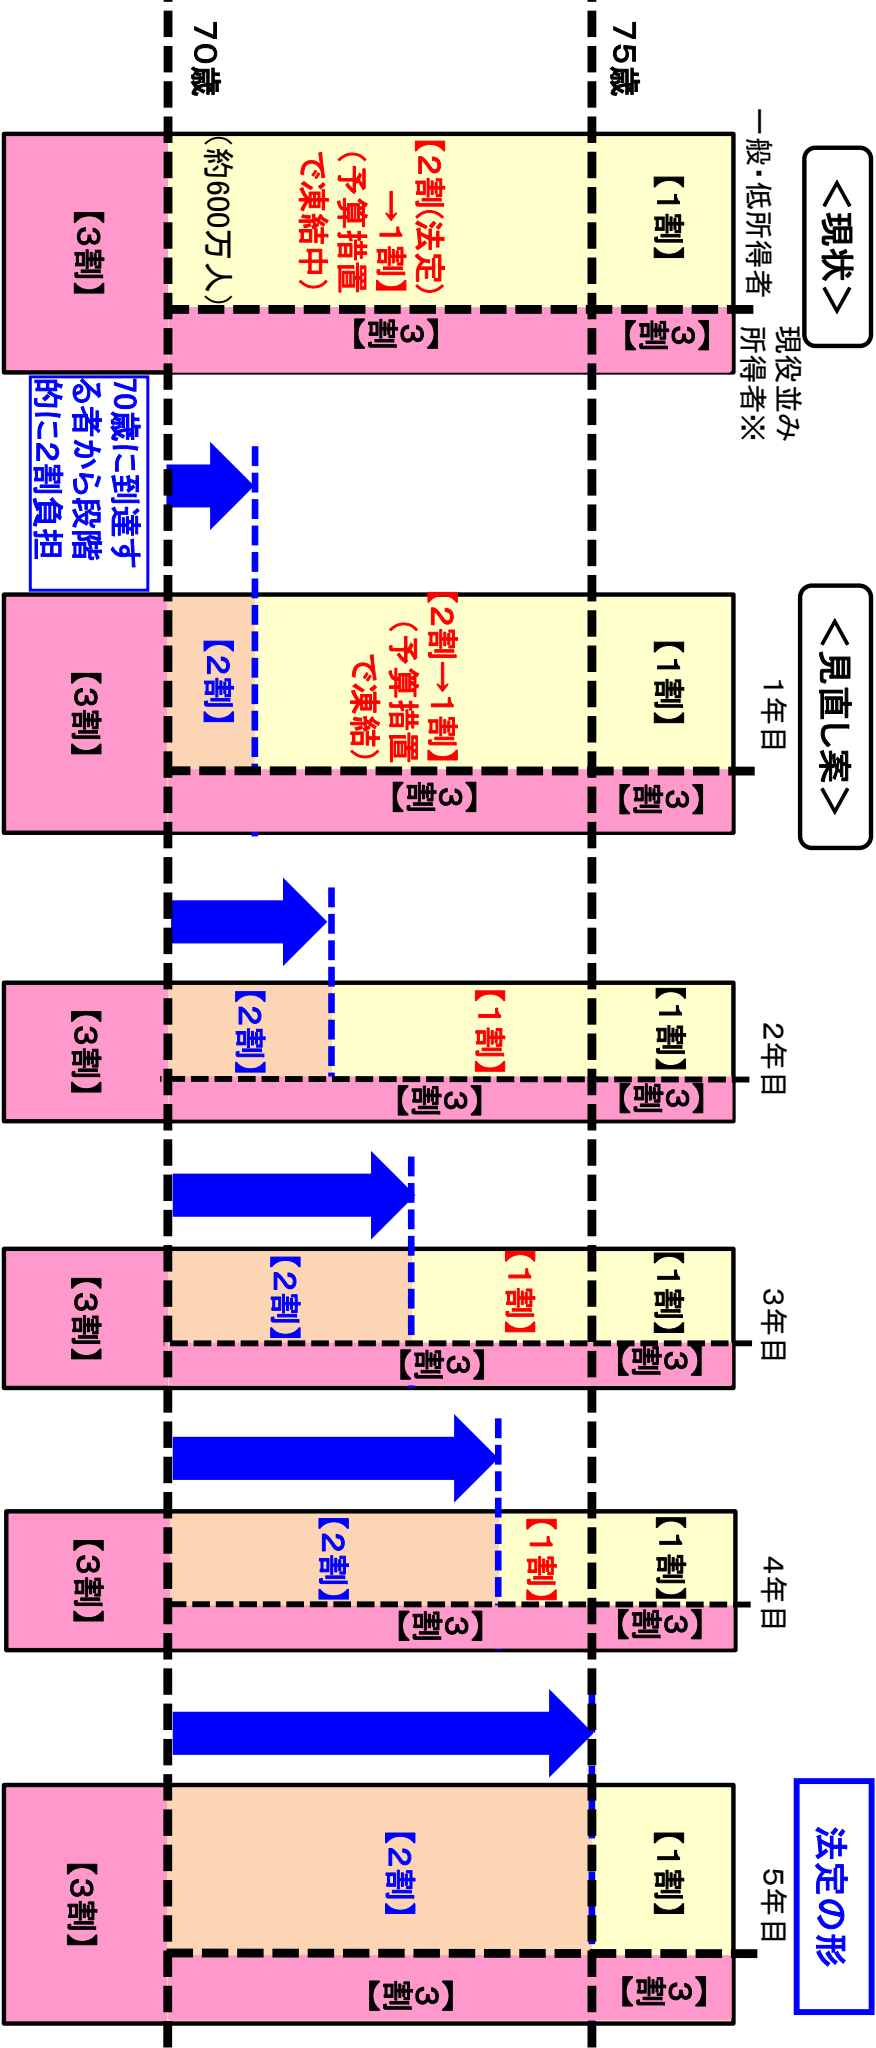 ＜現状＞
＜見直し案＞
法定の形
一般・低所得者
現役並み
所得者※
1年目
2年目
3年目
4年目
5年目
75歳
70歳
【1割】
【3割】
【2割(法定)
→1割】
（予算措置
で凍結中）
（約600万人）
【3割】
【3割】
70歳に到達す
る者から段階
的に2割負担
【1割】
【3割】
【2割→1割】
（予算措置
で凍結）
【3割】
【2割】
【3割】
【1割】
【3割】
【1割】
【3割】
【2割】
【3割】
【1割】
【3割】
【1割】
【3割】
【2割】
【3割】
【1割】
【3割】
【1割】
【3割】
【2割】
【3割】
【1割】
【3割】
【2割】
【3割】
【3割】